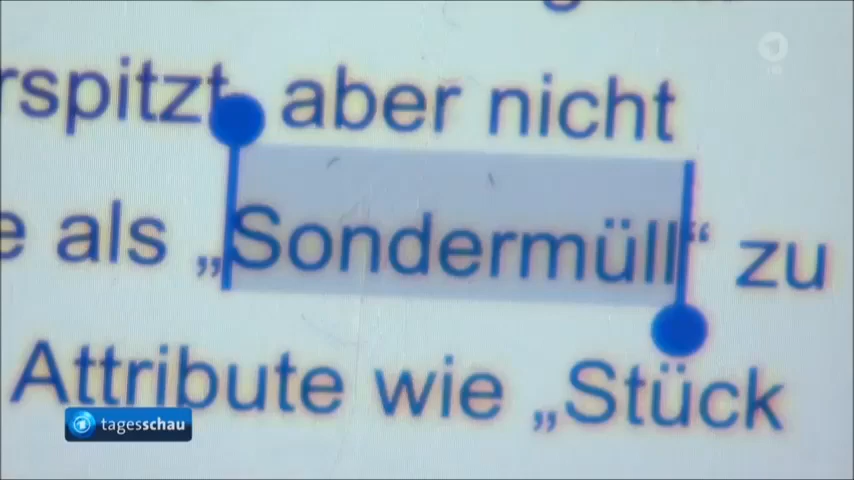 rspitzt, aber nicht
e als „Sondermüll“ zu
Attribute wie „Stück
tagesschau